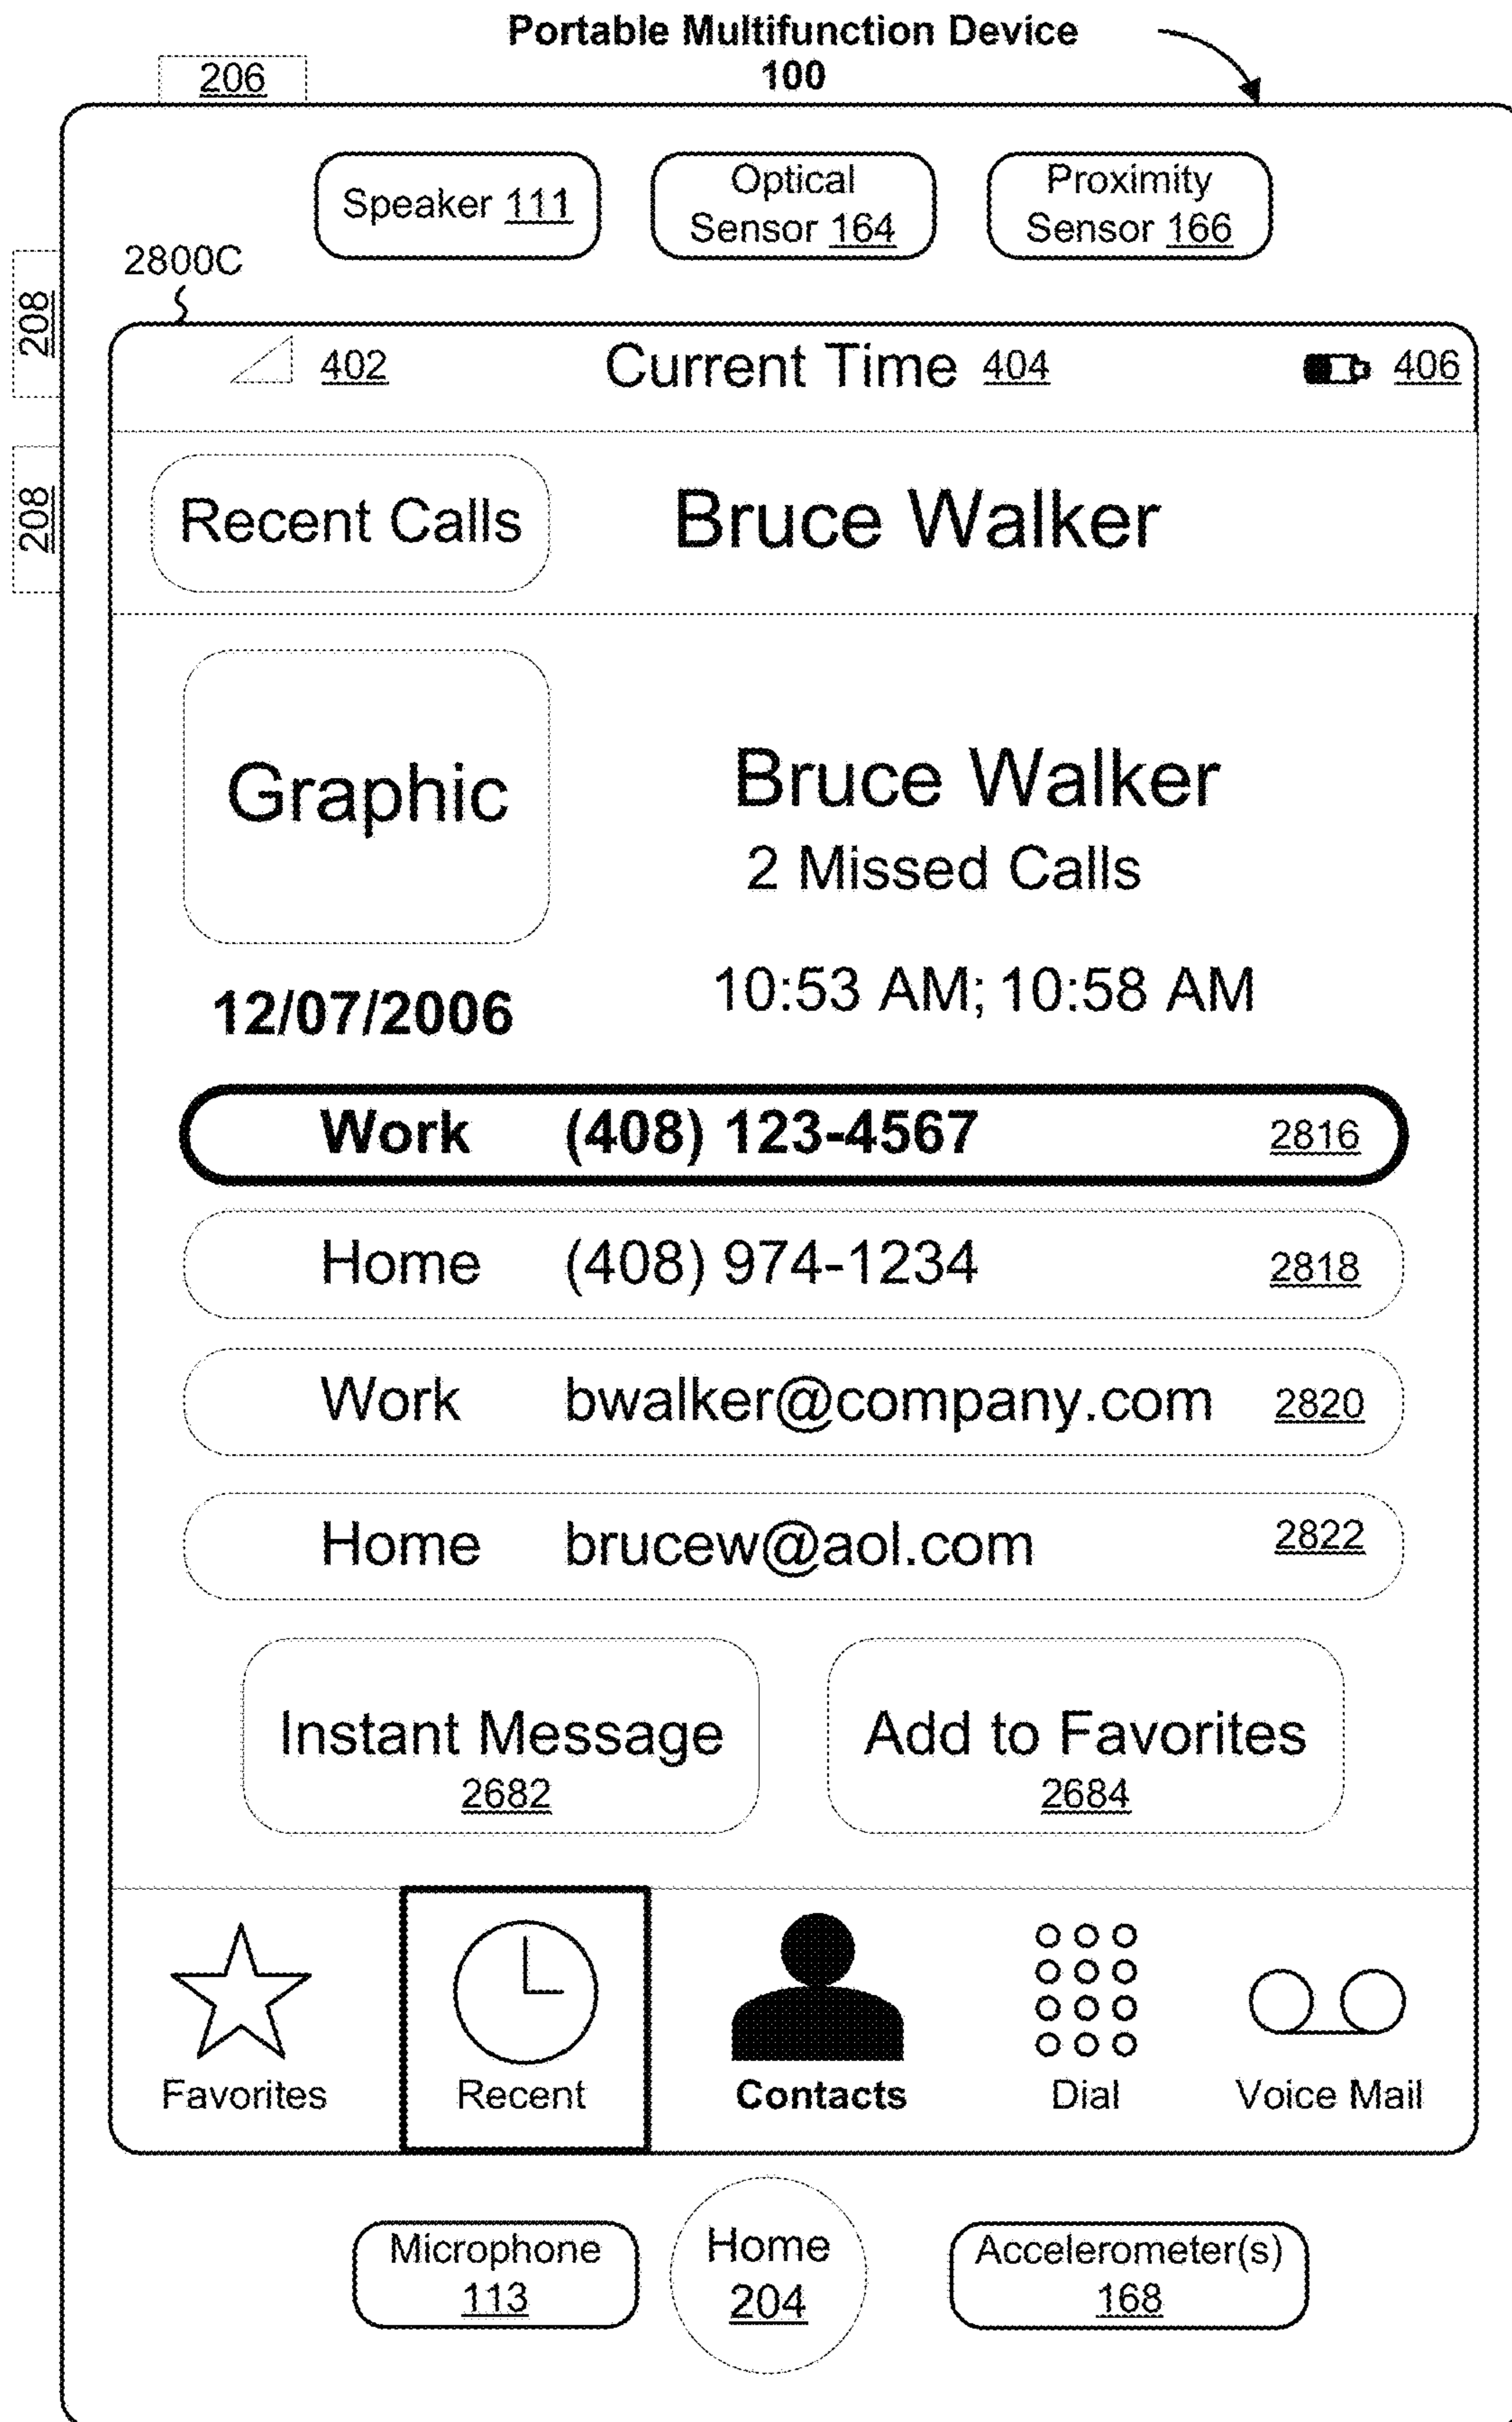 Portable Multifunction Device
100
206
Speaker 111
Optical
Sensor 164
Proximity
Sensor 166
2800C
208
208
402
Current Time 404
406
Recent Calls
Bruce Walker
Graphic
Bruce Walker
2 Missed Calls
12/07/2006
10:53 AM; 10:58 AM
Work (408) 123-4567 2816
Home (408) 974-1234 2818
Work bwalker@company.com 2820
Home brucew@aol.com 2822
Instant Message
2682
Add to Favorites
2684
Favorites
Recent
Contacts
Dial
Voice Mail
Microphone
113
Home
204
Accelerometer(s)
168